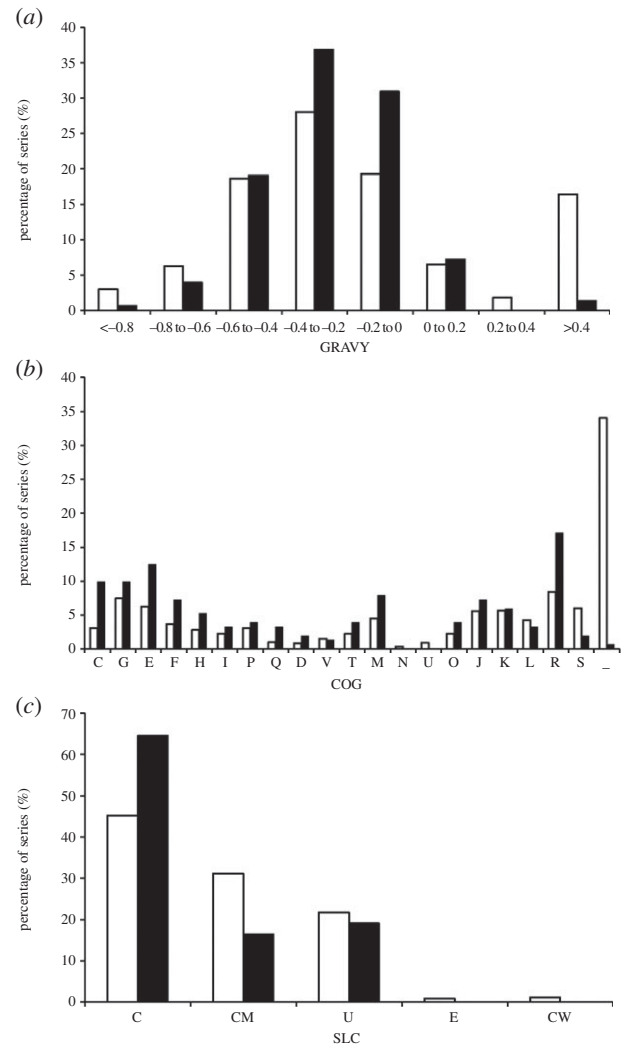 (a)
40
35
30
25
20
15
10
5
0
percentage of series (%)
<–0.8 –0.8 to –0.6 –0.6 to –0.4 –0.4 to –0.2 –0.2 to 0 0 to 0.2 0.2 to 0.4 >0.4
GRAVY
(b)
40
35
30
25
20
15
10
5
0
percentage of series (%)
C G E F H I P Q D V T M N U O J K L R S _
COG
(c)
70
60
50
40
30
20
10
0
percentage of series (%)
C CM U E CW
SLC